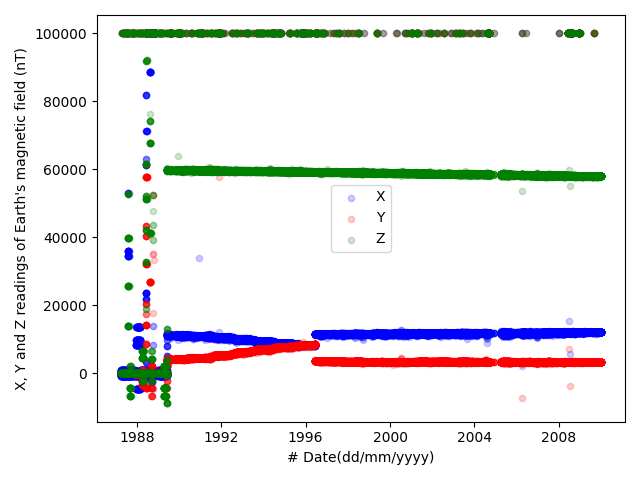 100000
80000
60000
40000
20000
0
X, Y and Z readings of Earth's magnetic field (nT)
X
Y
Z
1988 1992 1996 2000 2004 2008
# Date(dd/mm/yyyy)